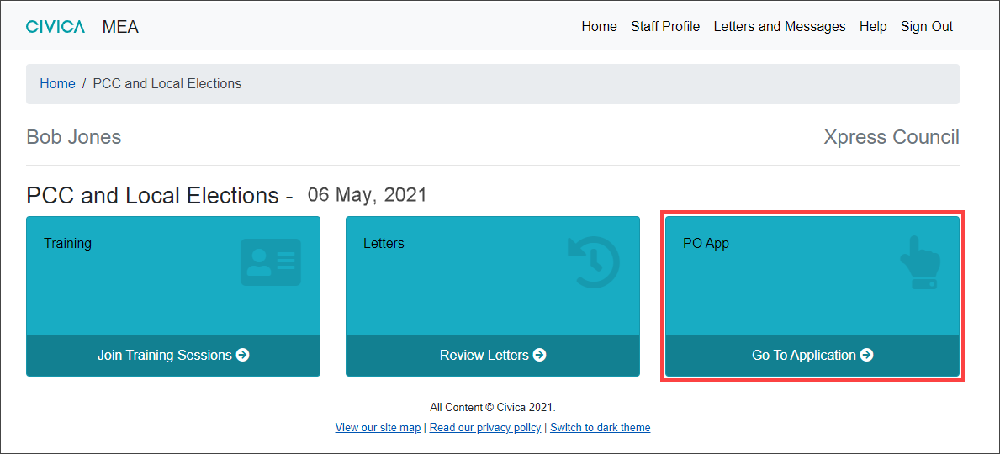 CIVICA MEA Home Staff Profile Letters and Messages Help Sign Out
Home / PCC and Local Elections
Bob Jones Xpress Council
PCC and Local Elections - 06 May, 2021
Training Letters PO App
Join Training Sessions Review Letters Go To Application
All Content © Civica 2021.
View our site map | Read our privacy policy | Switch to dark theme